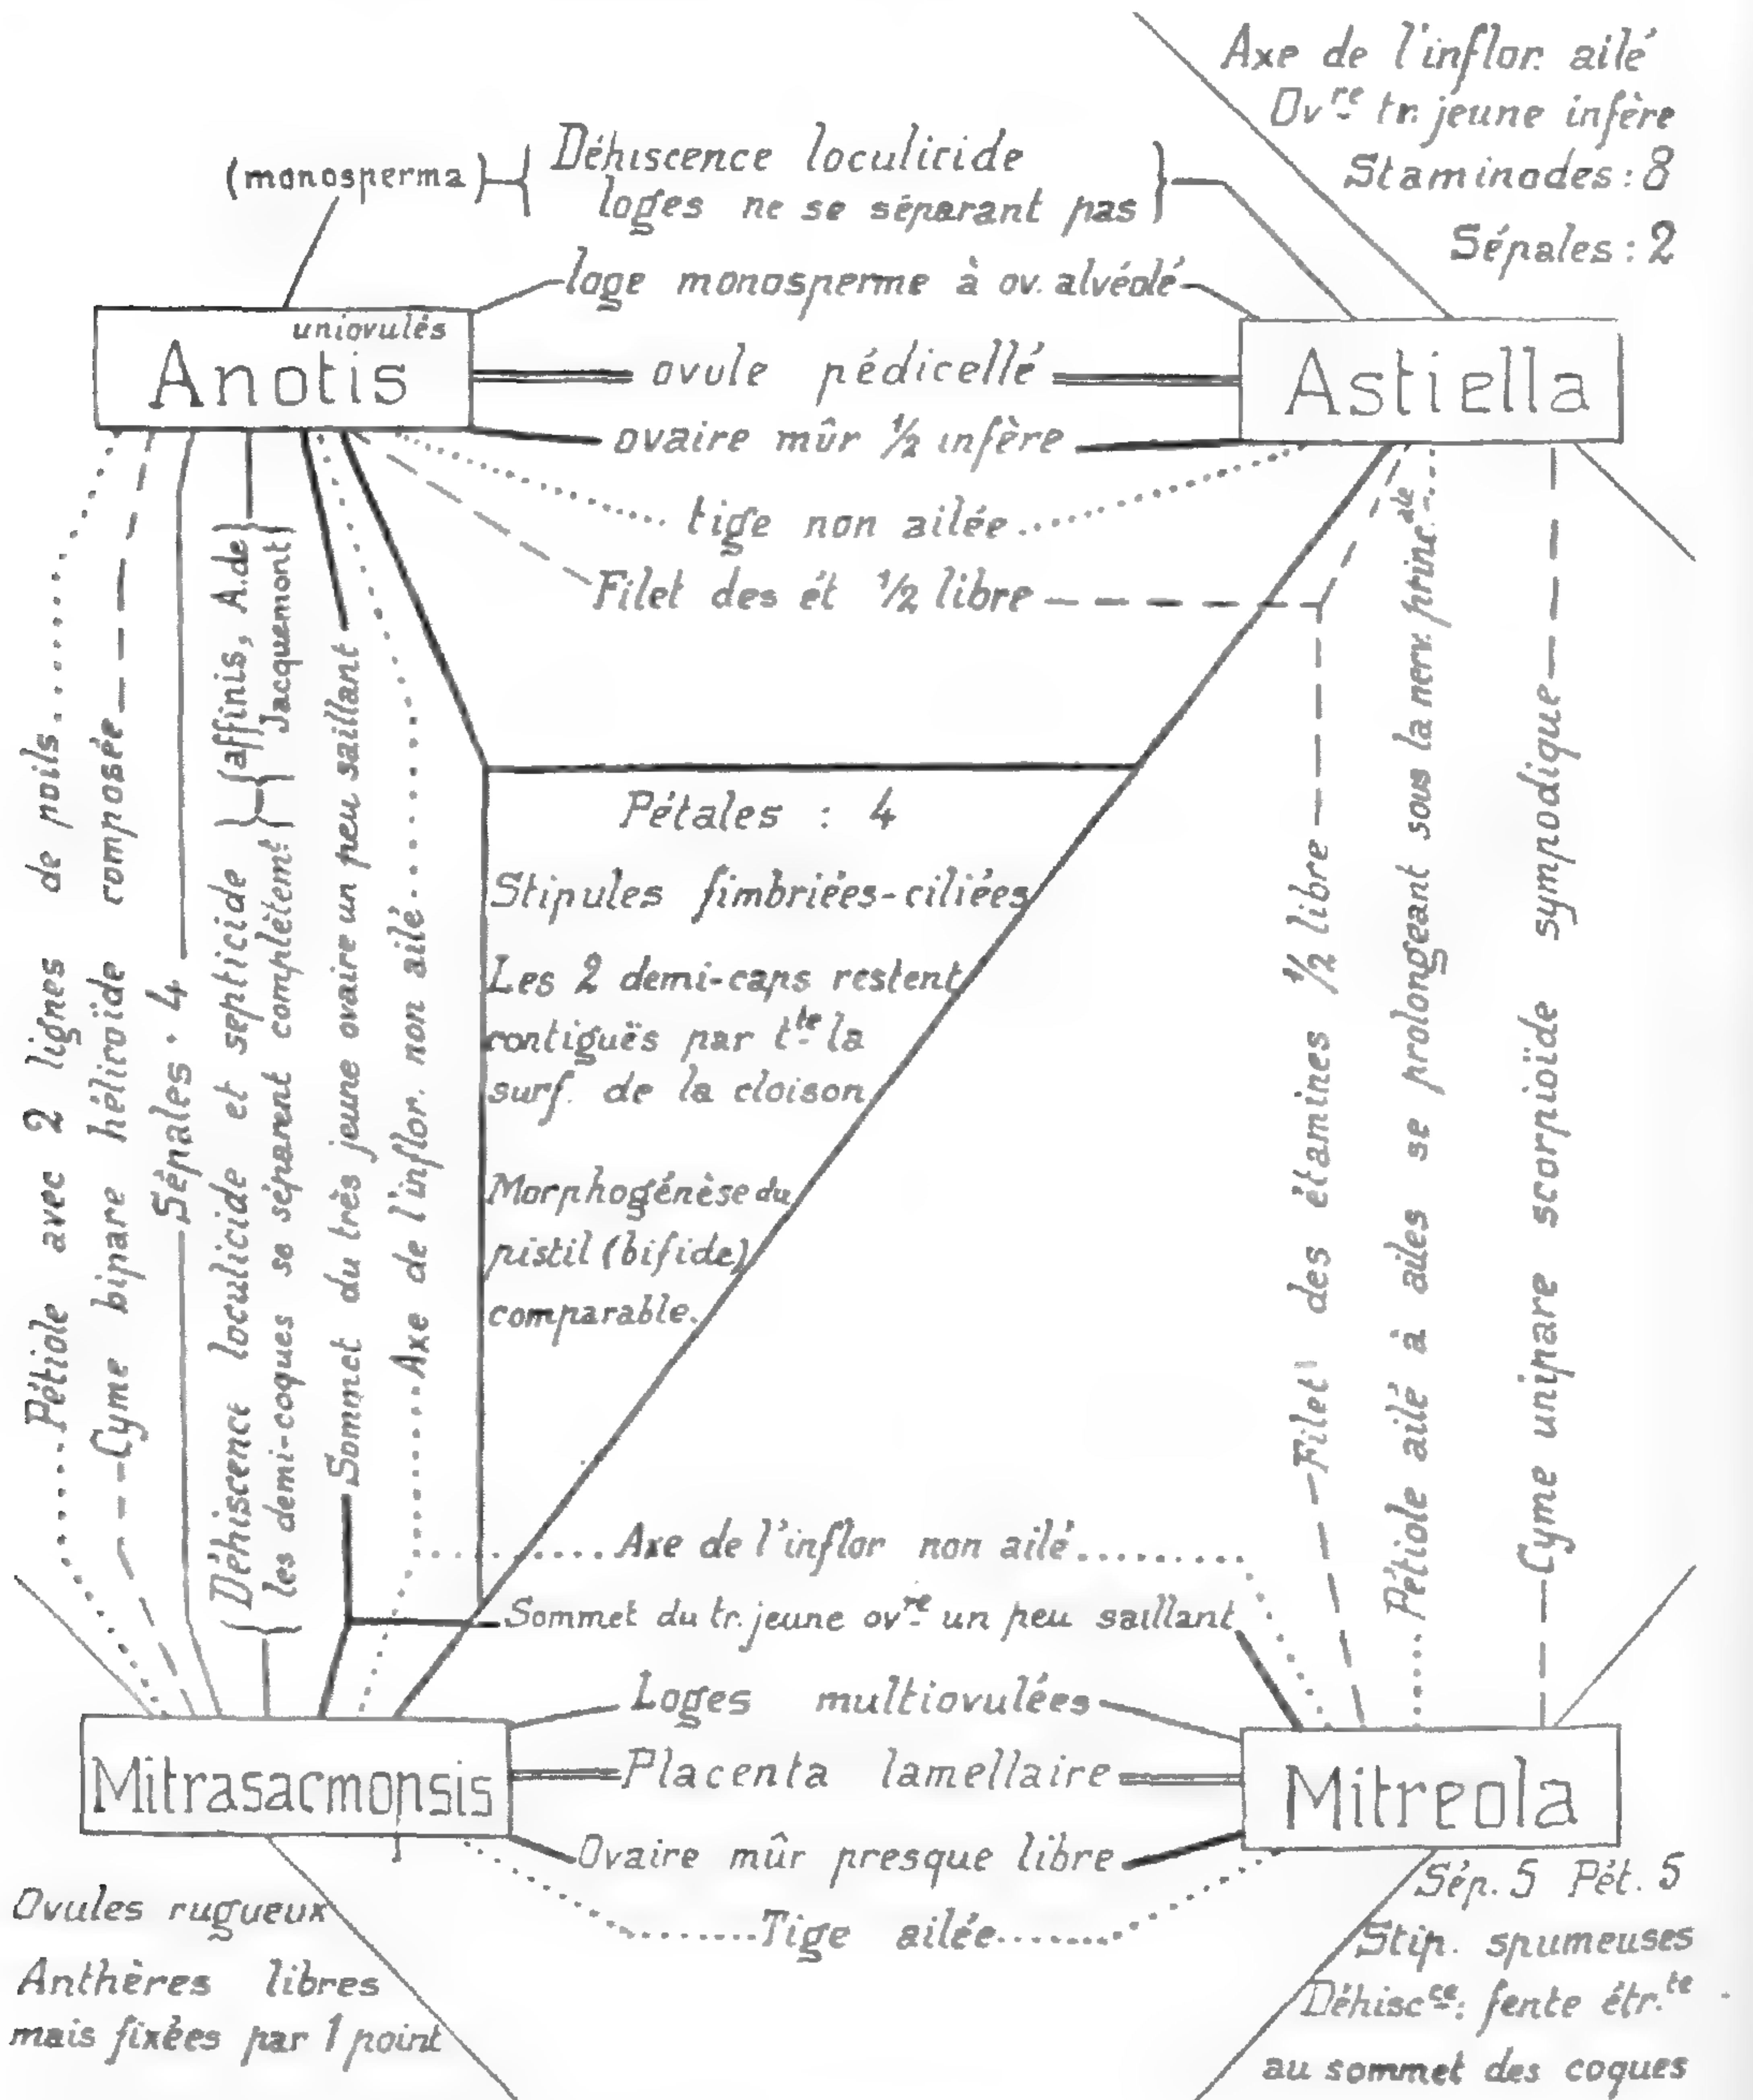 Axe de l'inflor. ailé
Ov.re tr. jeune infère
Staminodes : 8
Sépales : 2
(monosperma)
Déhiscence loculicide
loges ne se séparant pas
loge monosperme à ov. alvéolé
uniovulés
Anotis
ovule pédicellé
Astiella
ovaire mûr 1/2 infère
tige non ailée
Filet des ét 1/2 libre
Pétiole avec 2 lignes de poils
Cyme bipare hélicoïde composée
Sépales . 4
Déhiscence loculicide et septicide
les demi-coques se séparent complètemt
(affinis, A. de
Jacquemont)
Sommet du très jeune ovaire un peu saillant
Axe de l'inflor. non ailé
Pétales : 4
Stipules fimbriées-ciliées
Les 2 demi-caps restent
contiguës par tte la
surf. de la cloison
Morphogénèse du
pistil (bifide)
comparable.
Filet des étamines 1/2 libre
Pétiole ailé à ailes se prolongeant sous la nerv. princ.ale
Cyme unipare scorpioïde sympodique
Axe de l'inflor non ailé
Sommet du tr. jeune ovre un peu saillant
Loges multiovulées
Mitrasacmopsis
Placenta lamellaire
Mitreola
Ovaire mûr presque libre
Tige ailée
Ovules rugueux
Anthères libres
mais fixées par 1 point
Sép. 5 Pét. 5
Stip. spumeuses
Déhiscce : fente étr.te
au sommet des coques